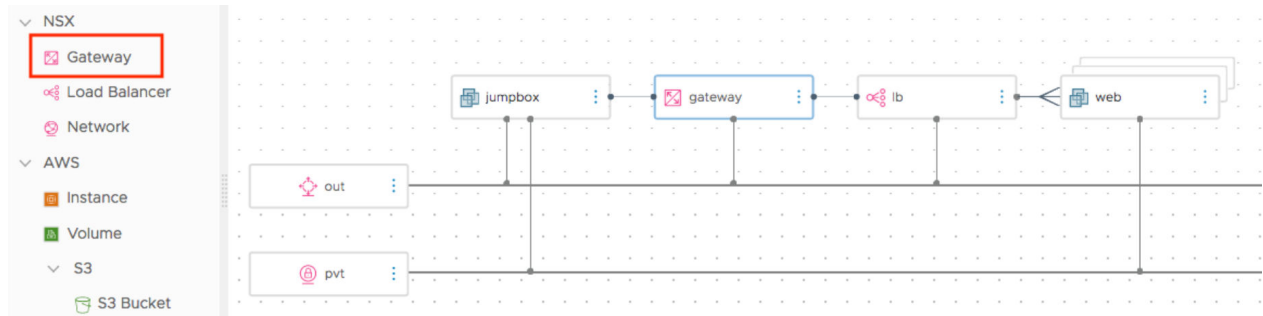 NSX
Gateway
Load Balancer
Network
AWS
Instance
Volume
S3
S3 Bucket
jumpbox
gateway
lb
web
out
pvt